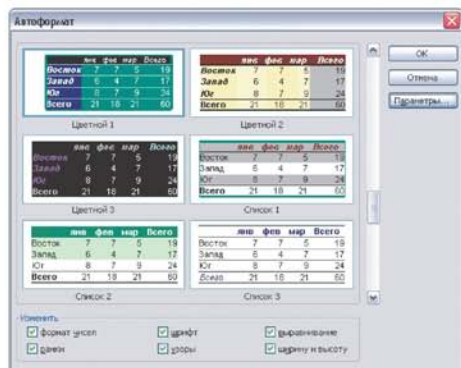 Автоформат
янв фев мар Всего
Восток 7 7 5 19
Запад 6 4 7 17
Юг 8 7 9 24
Всего 21 18 21 60
Цветной 1
янв фев мар Всего
Восток 7 7 5 19
Запад 6 4 7 17
Юг 8 7 9 24
Всего 21 18 21 60
Цветной 2
ОК
Отмена
Параметры...
янв фев мар Всего
Восток 7 7 5 19
Запад 6 4 7 17
Юг 8 7 9 24
Всего 21 18 21 60
Цветной 3
янв фев мар Всего
Восток 7 7 5 19
Запад 6 4 7 17
Юг 8 7 9 24
Всего 21 18 21 60
Список 1
янв фев мар Всего
Восток 7 7 5 19
Запад 6 4 7 17
Юг 8 7 9 24
Всего 21 18 21 60
Список 2
янв фев мар Всего
Восток 7 7 5 19
Запад 6 4 7 17
Юг 8 7 9 24
Всего 21 18 21 60
Список 3
Изменить
формат чисел
шрифт
выравнивание
рамки
узоры
ширину и высоту